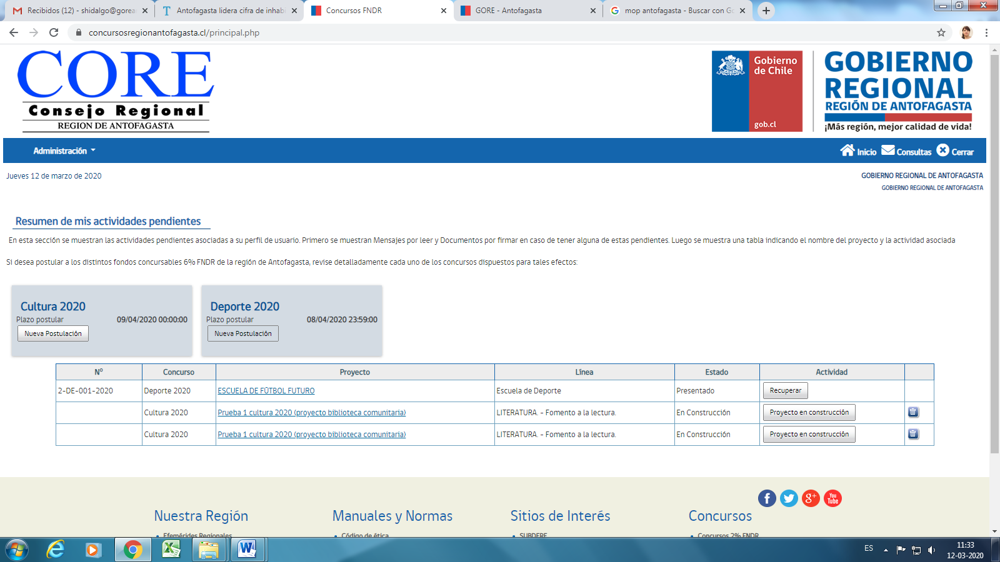 Recibidos (12) - shidalgo@gorea
Antofagasta lidera cifra de inhabi
Concursos FNDR
GORE - Antofagasta
mop antofagasta - Buscar con Go
concursosregionantofagasta.cl/principal.php
CORE
Consejo Regional
REGION DE ANTOFAGASTA
Gobierno
de Chile
gob.cl
GOBIERNO
REGIONAL
REGIÓN DE ANTOFAGASTA
¡Más región, mejor calidad de vida!
Administración
Inicio Consultas Cerrar
Jueves 12 de marzo de 2020
GOBIERNO REGIONAL DE ANTOFAGASTA
GOBIERNO REGIONAL DE ANTOFAGASTA
Resumen de mis actividades pendientes
En esta sección se muestran las actividades pendientes asociadas a su perfil de usuario. Primero se muestran Mensajes por leer y Documentos por firmar en caso de tener alguna de estas pendientes. Luego se muestra una tabla indicando el nombre del proyecto y la actividad asociada
Si desea postular a los distintos fondos concursables 6% FNDR de la región de Antofagasta, revise detalladamente cada uno de los concursos dispuestos para tales efectos:
Cultura 2020
Plazo postular 09/04/2020 00:00:00
Nueva Postulación
Deporte 2020
Plazo postular 08/04/2020 23:59:00
Nueva Postulación
Nº Concurso Proyecto Línea Estado Actividad
2-DE-001-2020 Deporte 2020 ESCUELA DE FÚTBOL FUTURO Escuela de Deporte Presentado Recuperar
Cultura 2020 Prueba 1 cultura 2020 (proyecto biblioteca comunitaria) LITERATURA. - Fomento a la lectura. En Construcción Proyecto en construcción
Cultura 2020 Prueba 1 cultura 2020 (proyecto biblioteca comunitaria) LITERATURA. - Fomento a la lectura. En Construcción Proyecto en construcción
You
Tube
Nuestra Región Manuales y Normas Sitios de Interés Concursos
Efemérides Regionales Código de ética SUBDERE Concursos 2% FNDR
ES
11:33
12-03-2020